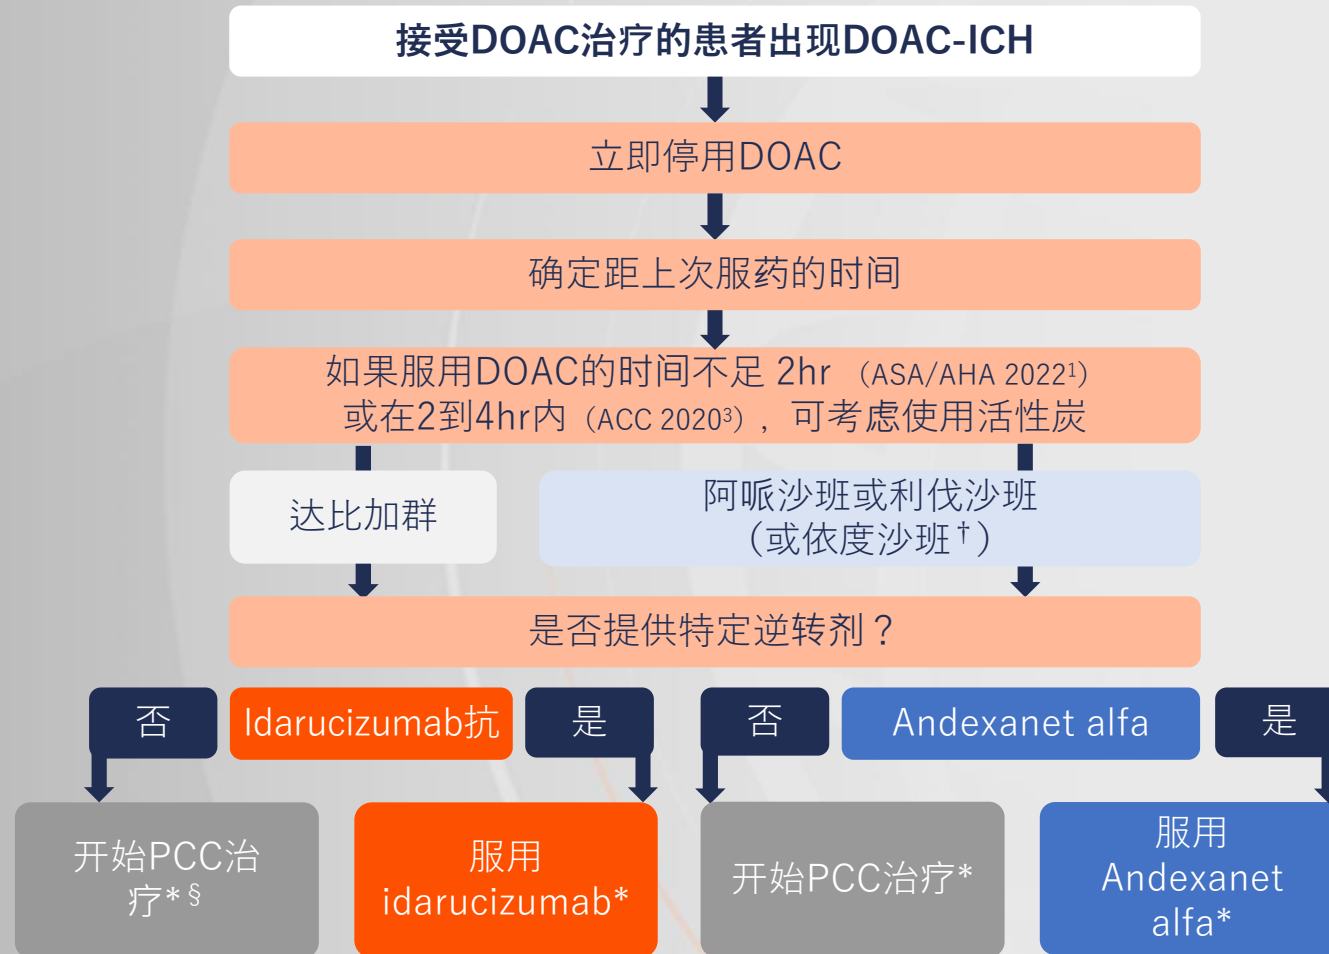 接受DOAC治疗的患者出现DOAC-ICH
立即停用DOAC
确定距上次服药的时间
如果服用DOAC的时间不足 2hr （ASA/AHA 2022¹）
或在2到4hr内（ACC 2020³），可考虑使用活性炭
达比加群
阿哌沙班或利伐沙班
（或依度沙班†）
是否提供特定逆转剂？
否
Idarucizumab抗
是
否
Andexanet alfa
是
开始PCC治
疗*§
服用
idarucizumab*
开始PCC治疗*
服用
Andexanet
alfa*